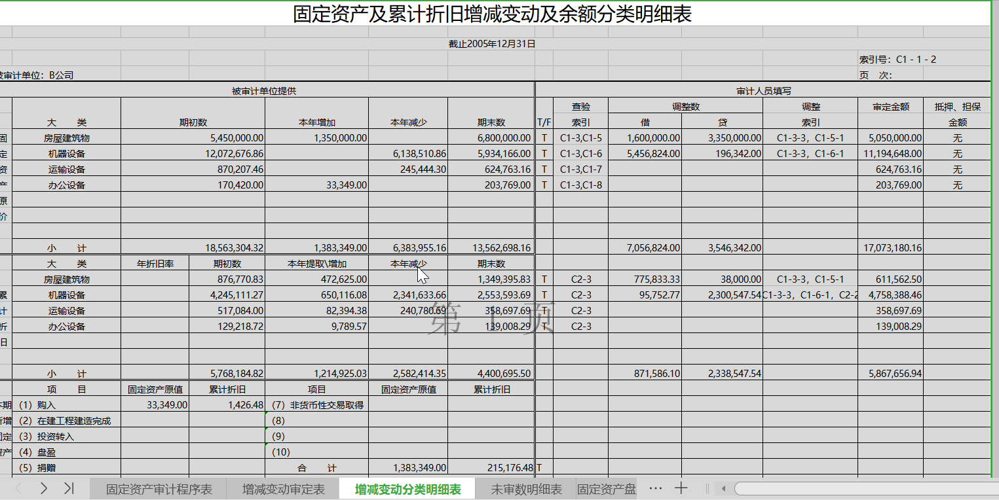 固定资产及累计折旧增减变动及余额分类明细表
截止2005年12月31日
索引号：C1 - 1 - 2
被审计单位：B公司 页 次：
被审计单位提供 审计人员填写
查验 调整数 调整 审定金额 抵押、担保
大 类 期初数 本年增加 本年减少 期末数 T/F 索引 借 贷 索引 金额
固 房屋建筑物 5,450,000.00 1,350,000.00 6,800,000.00 T C1-3,C1-5 1,600,000.00 3,350,000.00 C1-3-3，C1-5-1 5,050,000.00 无
定 机器设备 12,072,676.86 6,138,510.86 5,934,166.00 T C1-3,C1-6 5,456,824.00 196,342.00 C1-3-3，C1-6-1 11,194,648.00 无
资 运输设备 870,207.46 245,444.30 624,763.16 T C1-3,C1-7 624,763.16 无
产 办公设备 170,420.00 33,349.00 203,769.00 T C1-3,C1-8 203,769.00 无
原
价
小 计 18,563,304.32 1,383,349.00 6,383,955.16 13,562,698.16 7,056,824.00 3,546,342.00 17,073,180.16
大 类 年折旧率 期初数 本年提取\增加 本年减少 期末数
房屋建筑物 876,770.83 472,625.00 1,349,395.83 T C2-3 775,833.33 38,000.00 C1-3-3，C1-5-1 611,562.50
累 机器设备 4,245,111.27 650,116.08 2,341,633.66 2,553,593.69 T C2-3 95,752.77 2,300,547.54 C1-3-3，C1-6-1，C2-2 4,758,388.46
计 运输设备 517,084.00 82,394.38 240,780.69 358,697.69 T C2-3 358,697.69
折 办公设备 129,218.72 9,789.57 139,008.29 T C2-3 139,008.29
第 1 页
旧
小 计 5,768,184.82 1,214,925.03 2,582,414.35 4,400,695.50 871,586.10 2,338,547.54 5,867,656.94
项 目 固定资产原值 累计折旧 项目 固定资产原值 累计折旧
本期 （1）购入 33,349.00 1,426.48 （7）非货币性交易取得
新增 （2）在建工程建造完成 （8）
固定 （3）投资转入 （9）
资产 （4）盘盈 （10）
（5）捐赠 合 计 1,383,349.00 215,176.48 T
固定资产审计程序表 增减变动审定表 增减变动分类明细表 未审数明细表 固定资产盘 ··· +